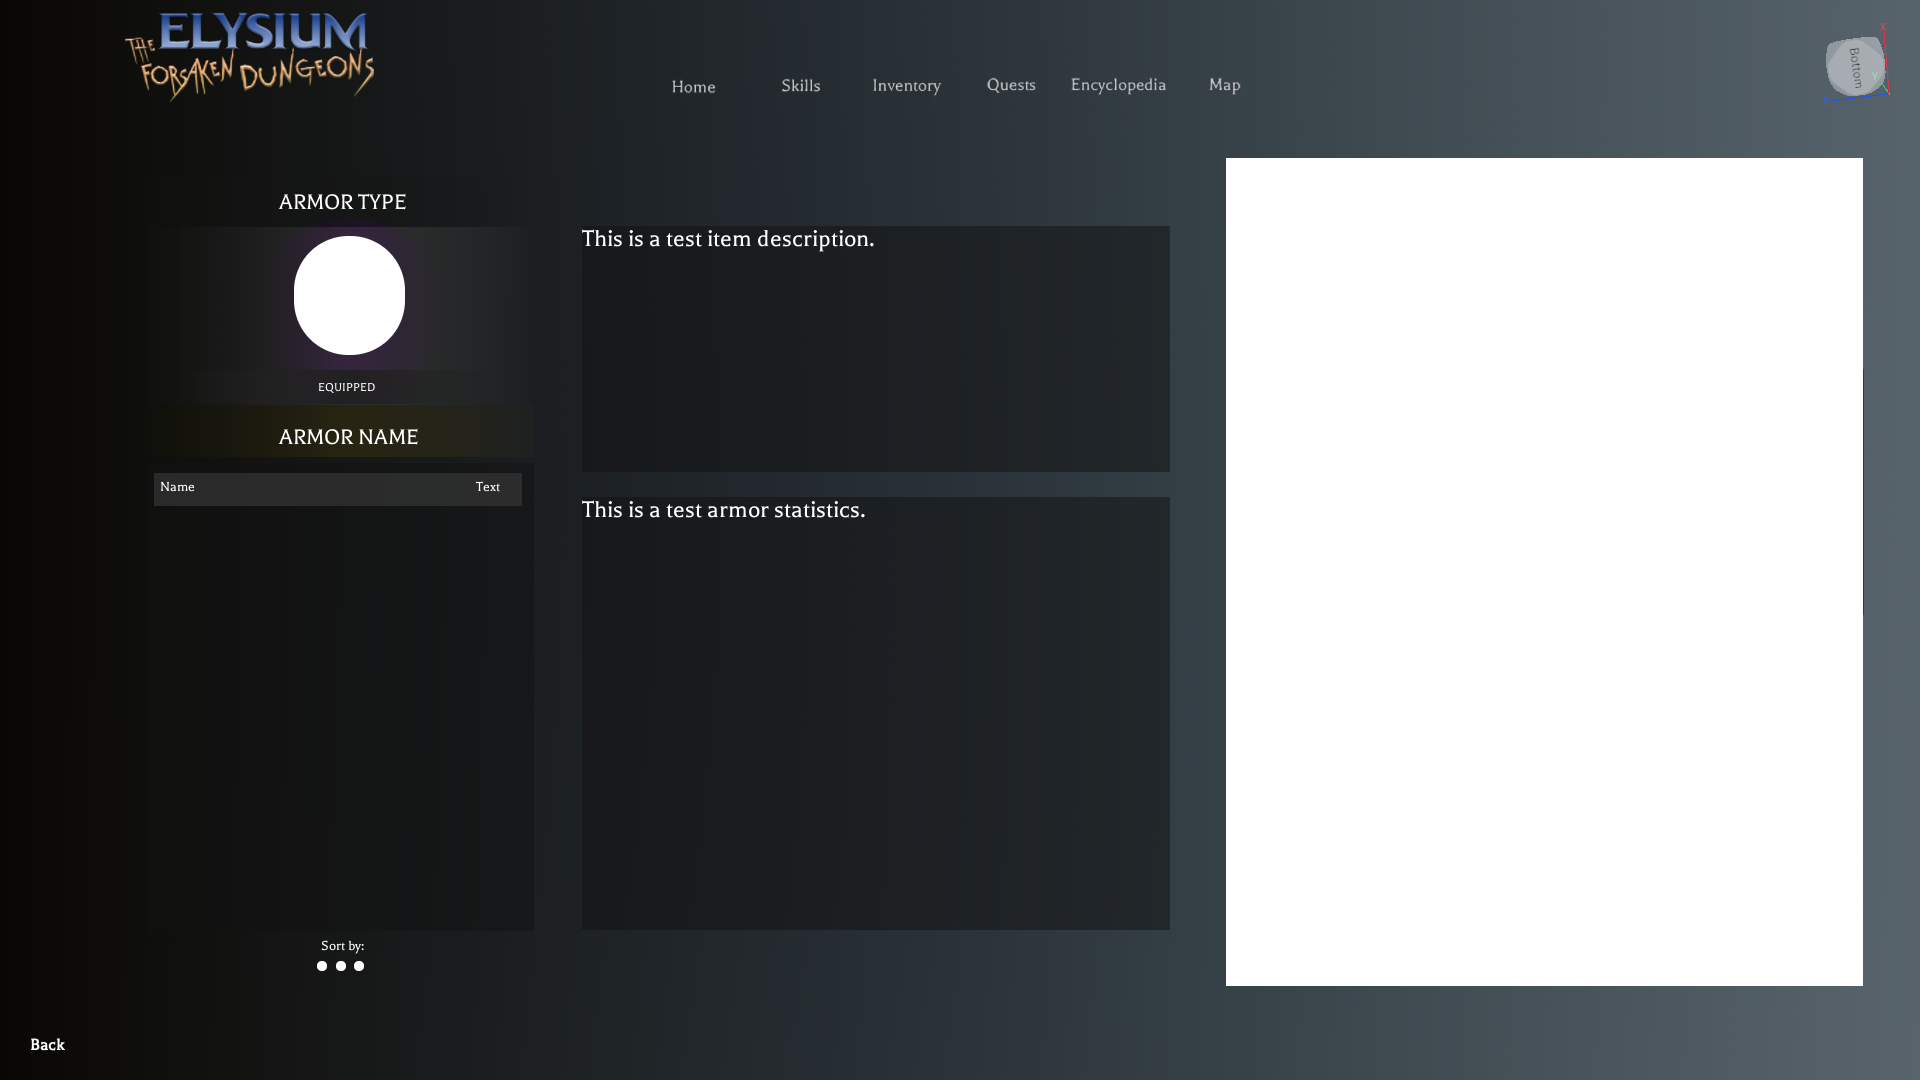 THE ELYSIUM
FORSAKEN DUNGEONS
Home Skills Inventory Quests Encyclopedia Map
X
Bottom
Y
ARMOR TYPE
EQUIPPED
ARMOR NAME
Name Text
Sort by:
This is a test item description.
This is a test armor statistics.
Back